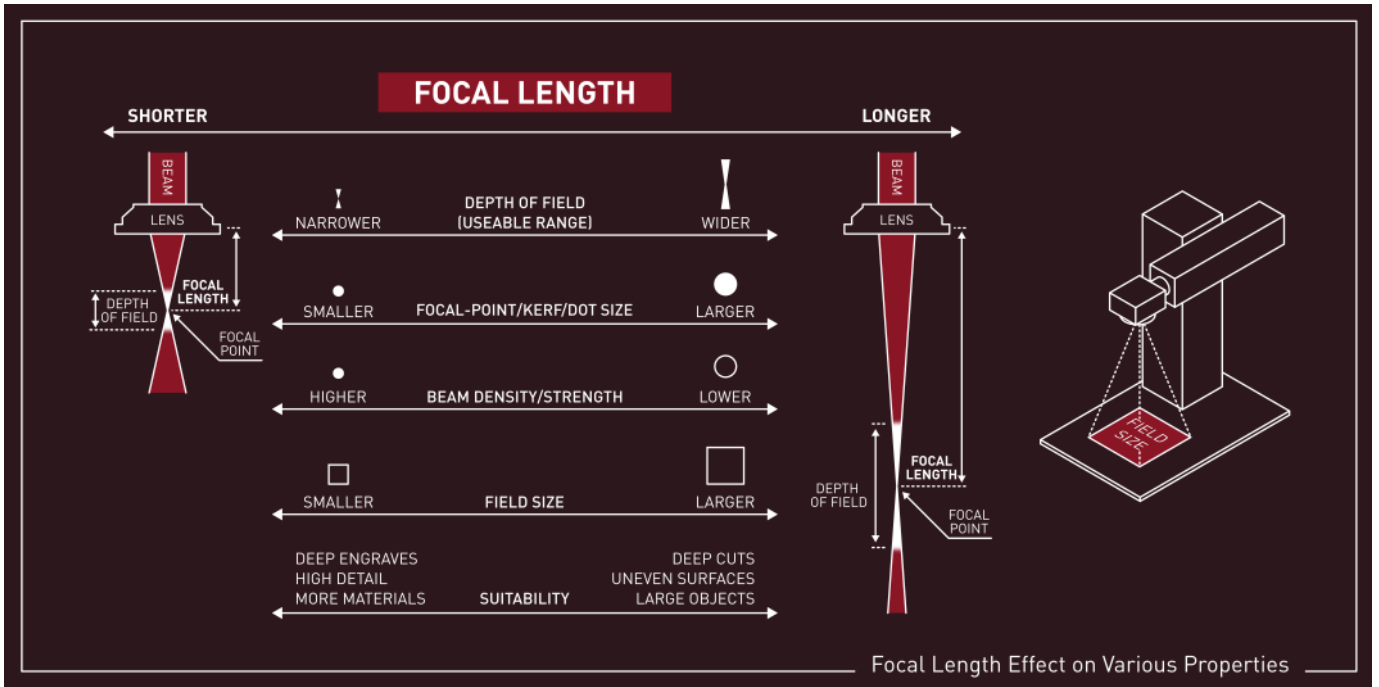 FOCAL LENGTH
SHORTER
LONGER
BEAM
LENS
FOCAL
LENGTH
DEPTH
OF FIELD
FOCAL
POINT
NARROWER
DEPTH OF FIELD
(USEABLE RANGE)
WIDER
SMALLER
FOCAL-POINT/KERF/DOT SIZE
LARGER
HIGHER
BEAM DENSITY/STRENGTH
LOWER
SMALLER
FIELD SIZE
LARGER
DEEP ENGRAVES
HIGH DETAIL
MORE MATERIALS
SUITABILITY
DEEP CUTS
UNEVEN SURFACES
LARGE OBJECTS
BEAM
LENS
FOCAL
LENGTH
DEPTH
OF FIELD
FOCAL
POINT
FIELD
SIZE
Focal Length Effect on Various Properties